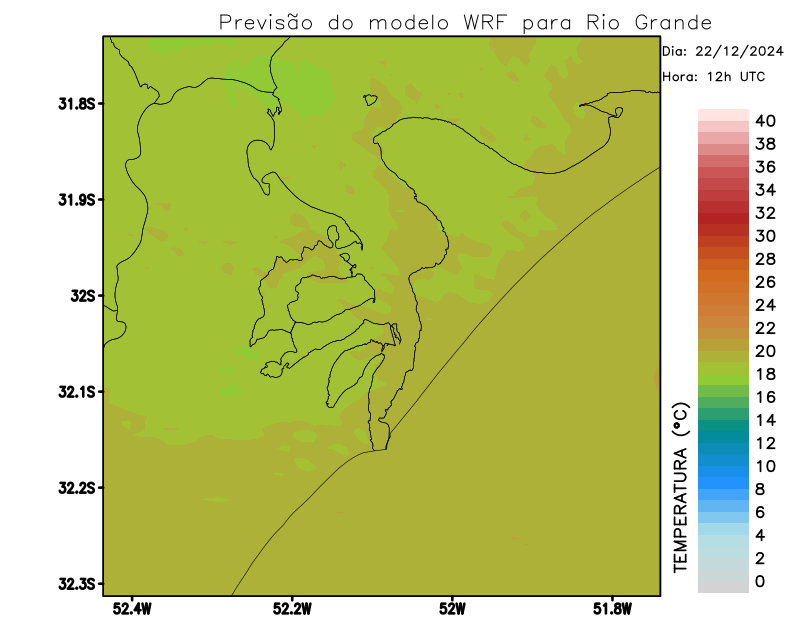 Previsão do modelo WRF para Rio Grande
Dia: 22/12/2024
Hora: 12h UTC
31.8S
31.9S
32S
32.1S
32.2S
32.3S
52.4W
52.2W
52W
51.8W
TEMPERATURA (°C)
40
38
36
34
32
30
28
26
24
22
20
18
16
14
12
10
8
6
4
2
0